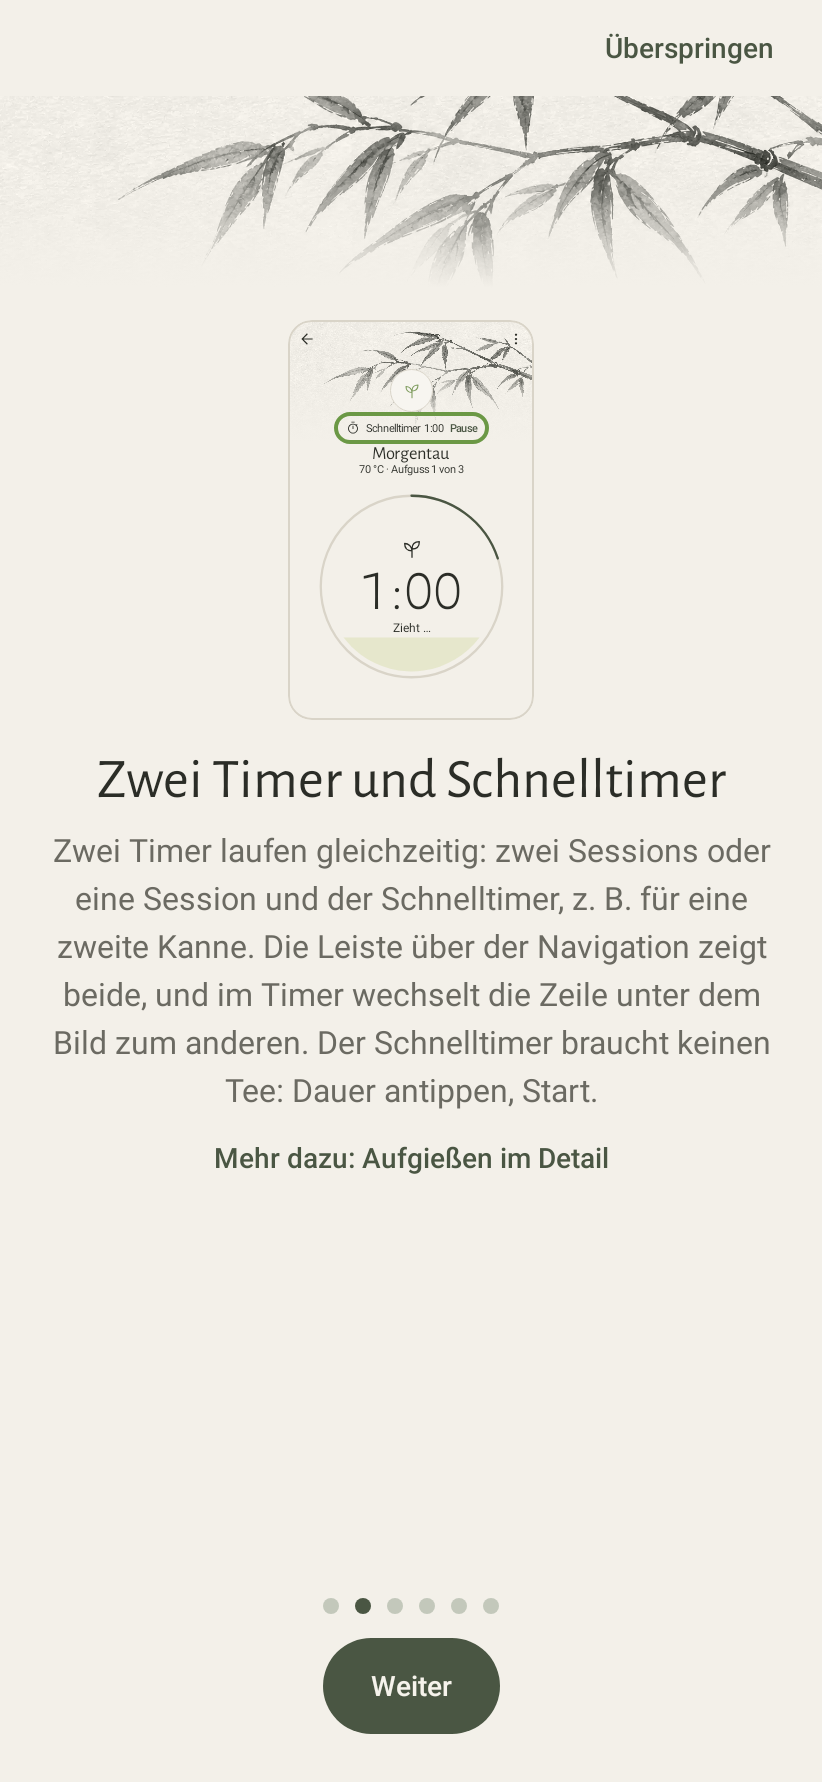 Überspringen
Schnelltimer 1:00 Pause
Morgentau
70 °C · Aufguss 1 von 3
1:00
Zieht ...
Zwei Timer und Schnelltimer
Zwei Timer laufen gleichzeitig: zwei Sessions oder
eine Session und der Schnelltimer, z. B. für eine
zweite Kanne. Die Leiste über der Navigation zeigt
beide, und im Timer wechselt die Zeile unter dem
Bild zum anderen. Der Schnelltimer braucht keinen
Tee: Dauer antippen, Start.
Mehr dazu: Aufgießen im Detail
Weiter